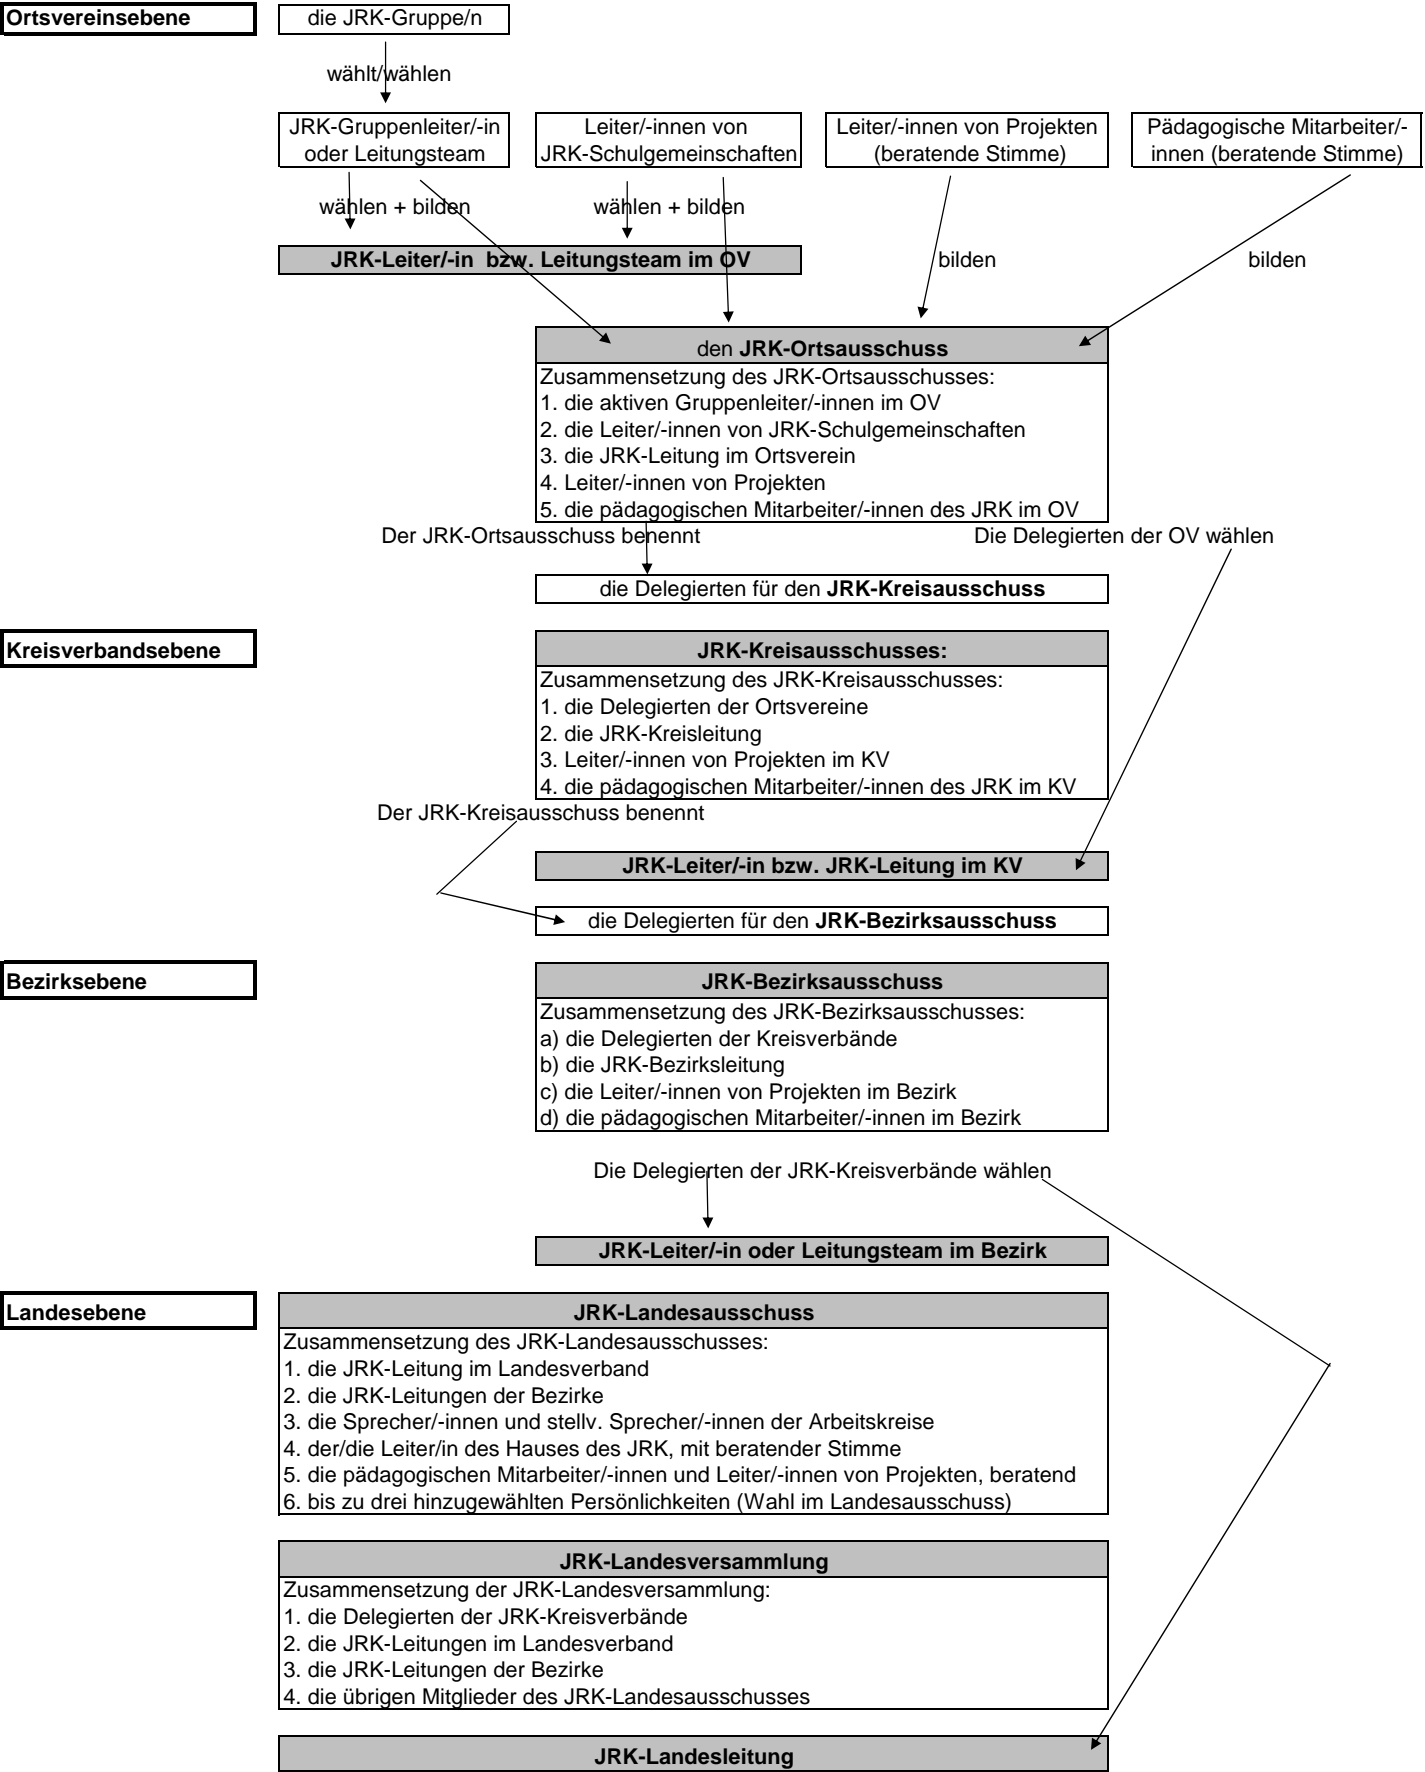 Ortsvereinsebene
die JRK-Gruppe/n
wählt/wählen
JRK-Gruppenleiter/-in
oder Leitungsteam
Leiter/-innen von
JRK-Schulgemeinschaften
Leiter/-innen von Projekten
(beratende Stimme)
Pädagogische Mitarbeiter/-
innen (beratende Stimme)
wählen + bilden
wählen + bilden
JRK-Leiter/-in bzw. Leitungsteam im OV
bilden
bilden
den JRK-Ortsausschuss
Zusammensetzung des JRK-Ortsausschusses:
1. die aktiven Gruppenleiter/-innen im OV
2. die Leiter/-innen von JRK-Schulgemeinschaften
3. die JRK-Leitung im Ortsverein
4. Leiter/-innen von Projekten
5. die pädagogischen Mitarbeiter/-innen des JRK im OV
Der JRK-Ortsausschuss benennt
Die Delegierten der OV wählen
die Delegierten für den JRK-Kreisausschuss
Kreisverbandsebene
JRK-Kreisausschusses:
Zusammensetzung des JRK-Kreisausschusses:
1. die Delegierten der Ortsvereine
2. die JRK-Kreisleitung
3. Leiter/-innen von Projekten im KV
4. die pädagogischen Mitarbeiter/-innen des JRK im KV
Der JRK-Kreisausschuss benennt
JRK-Leiter/-in bzw. JRK-Leitung im KV
die Delegierten für den JRK-Bezirksausschuss
Bezirksebene
JRK-Bezirksausschuss
Zusammensetzung des JRK-Bezirksausschusses:
a) die Delegierten der Kreisverbände
b) die JRK-Bezirksleitung
c) die Leiter/-innen von Projekten im Bezirk
d) die pädagogischen Mitarbeiter/-innen im Bezirk
Die Delegierten der JRK-Kreisverbände wählen
JRK-Leiter/-in oder Leitungsteam im Bezirk
Landesebene
JRK-Landesausschuss
Zusammensetzung des JRK-Landesausschusses:
1. die JRK-Leitung im Landesverband
2. die JRK-Leitungen der Bezirke
3. die Sprecher/-innen und stellv. Sprecher/-innen der Arbeitskreise
4. der/die Leiter/in des Hauses des JRK, mit beratender Stimme
5. die pädagogischen Mitarbeiter/-innen und Leiter/-innen von Projekten, beratend
6. bis zu drei hinzugewählten Persönlichkeiten (Wahl im Landesausschuss)
JRK-Landesversammlung
Zusammensetzung der JRK-Landesversammlung:
1. die Delegierten der JRK-Kreisverbände
2. die JRK-Leitungen im Landesverband
3. die JRK-Leitungen der Bezirke
4. die übrigen Mitglieder des JRK-Landesausschusses
JRK-Landesleitung